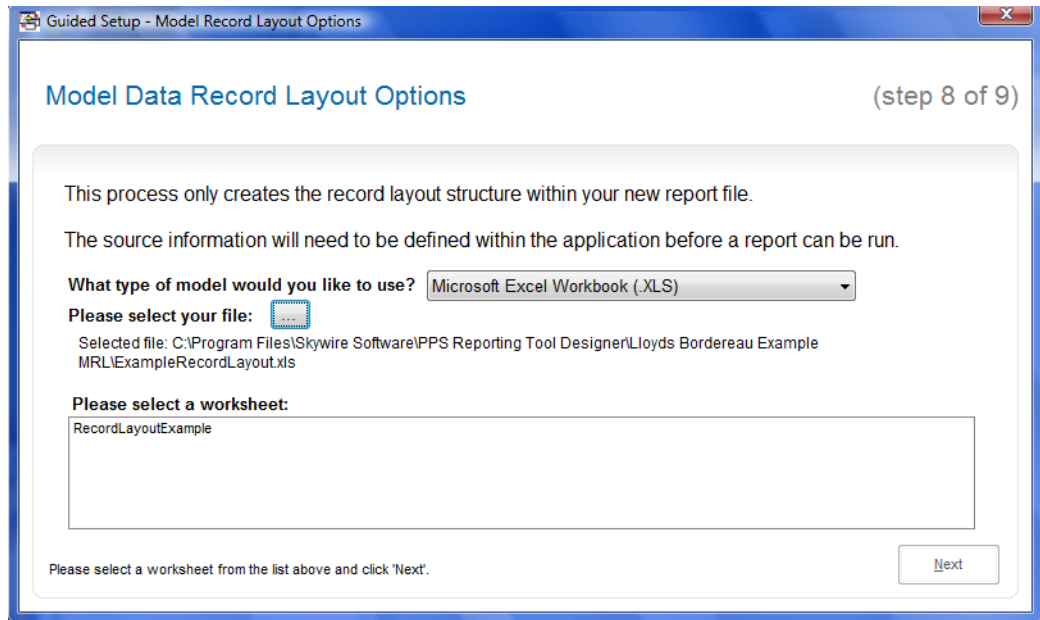 Guided Setup - Model Record Layout Options
X
Model Data Record Layout Options
(step 8 of 9)
This process only creates the record layout structure within your new report file.
The source information will need to be defined within the application before a report can be run.
What type of model would you like to use? Microsoft Excel Workbook (.XLS)
Please select your file: ...
Selected file: C:\Program Files\Skywire Software\PPS Reporting Tool Designer\Lloyds Bordereau Example
MRL\ExampleRecordLayout.xls
Please select a worksheet:
RecordLayoutExample
Please select a worksheet from the list above and click 'Next'.
Next